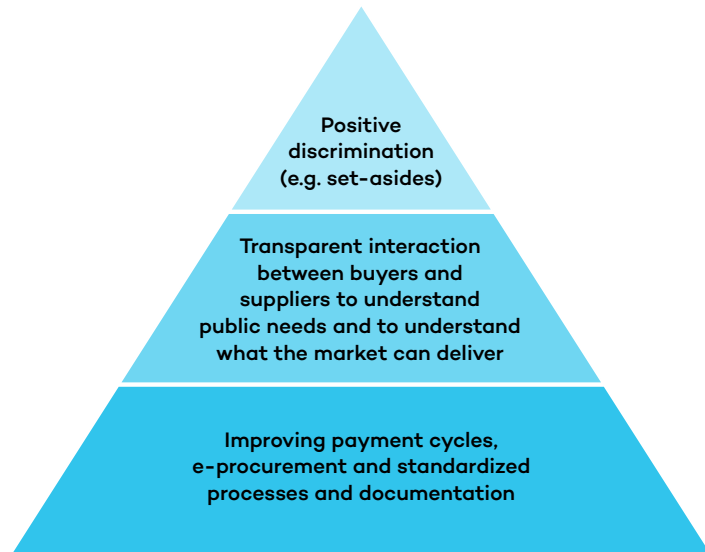 Positive
discrimination
(e.g. set-asides)
Transparent interaction
between buyers and
suppliers to understand
public needs and to understand
what the market can deliver
Improving payment cycles,
e-procurement and standardized
processes and documentation